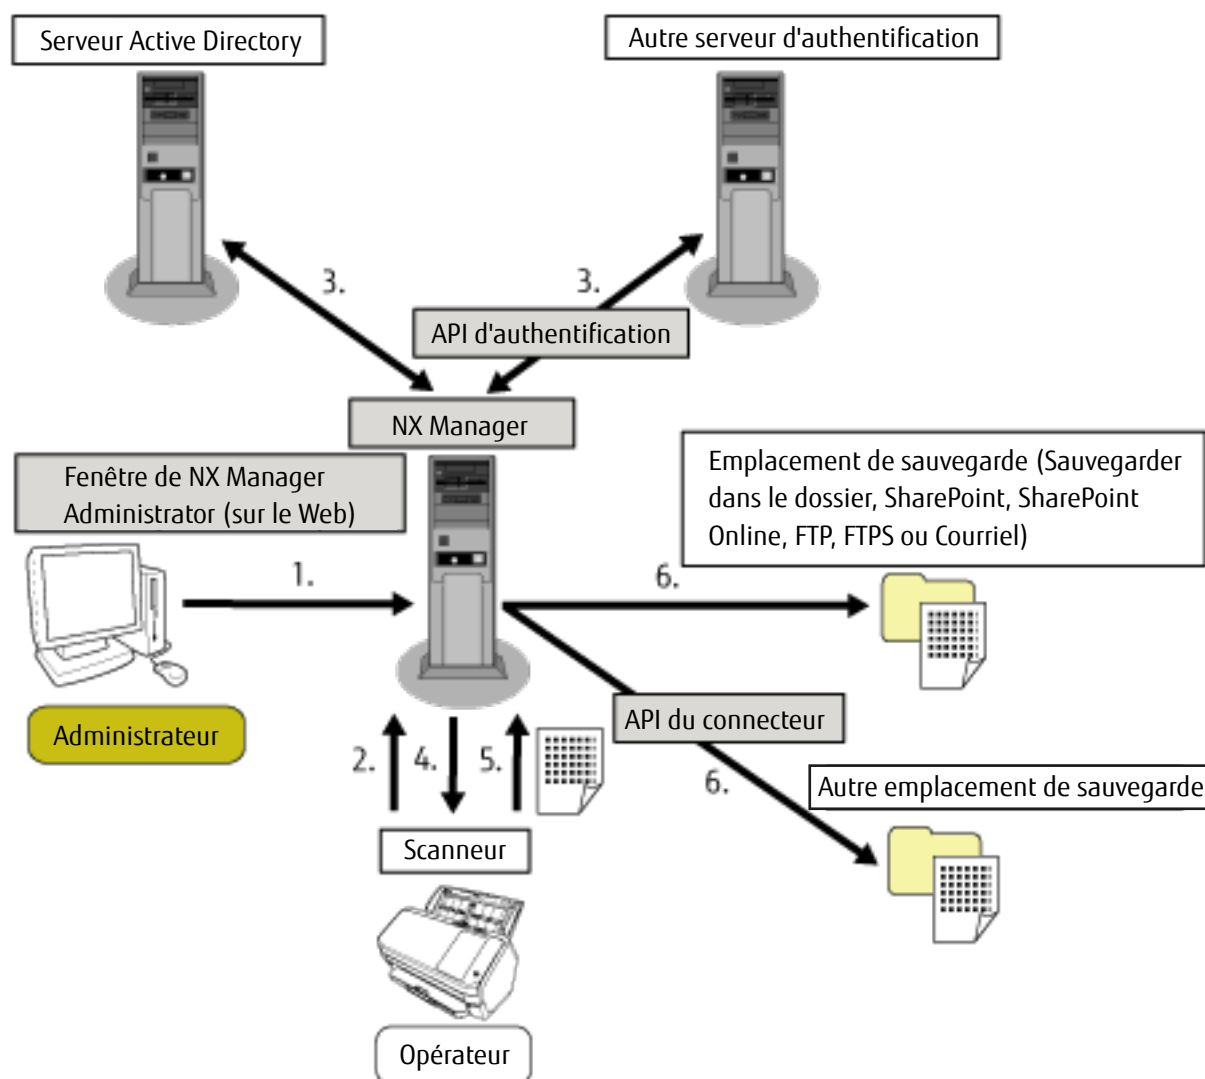 Serveur Active Directory
Autre serveur d'authentification
3.
3.
API d'authentification
NX Manager
Fenêtre de NX Manager
Administrator (sur le Web)
Emplacement de sauvegarde (Sauvegarder
dans le dossier, SharePoint, SharePoint
Online, FTP, FTPS ou Courriel)
1.
6.
Administrateur
API du connecteur
2.
4.
5.
6.
Autre emplacement de sauvegarde
Scanneur
Opérateur